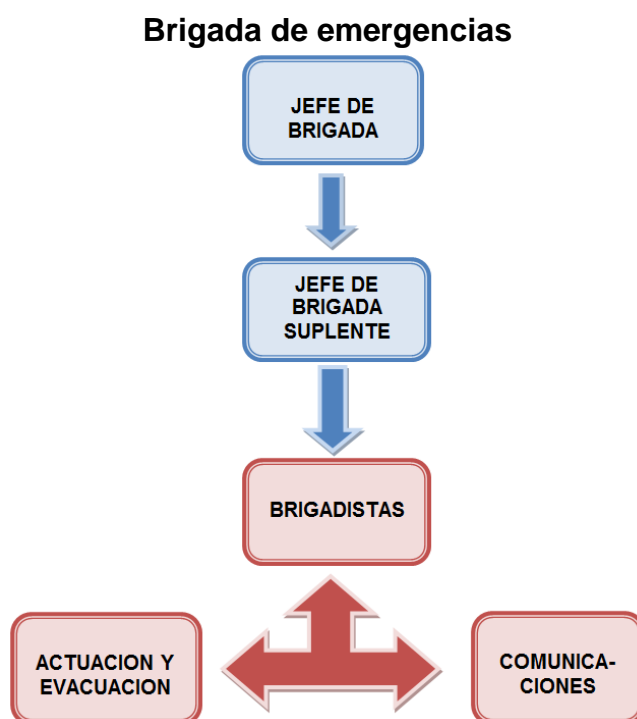 Brigada de emergencias
JEFE DE
BRIGADA
JEFE DE
BRIGADA
SUPLENTE
BRIGADISTAS
ACTUACION Y
EVACUACION
COMUNICA-
CIONES